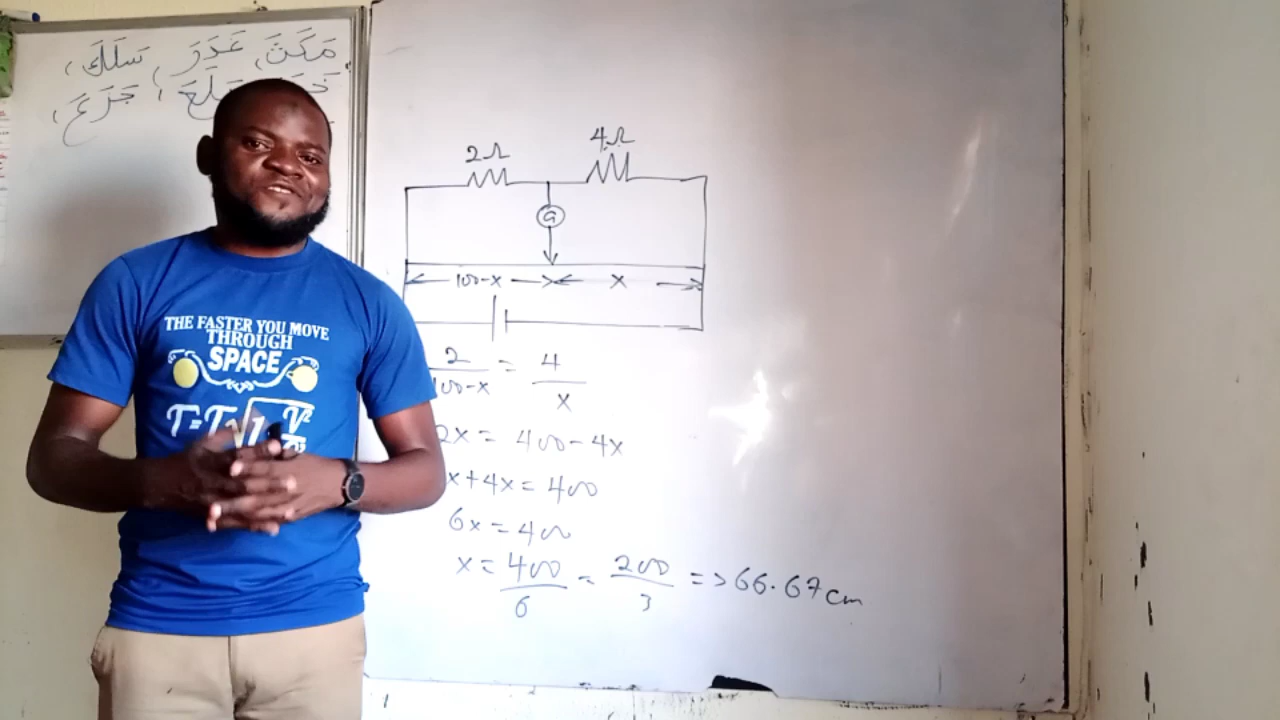 مَكَثَ، غَدَرَ، سَلَكَ،
جَزَعَ،
2Ω 4Ω
G
100-x x
2/100-x = 4/x
2x = 400-4x
x+4x = 400
6x = 400
x = 400/6 = 200/3 => 66.67cm
THE FASTER YOU MOVE
THROUGH
SPACE